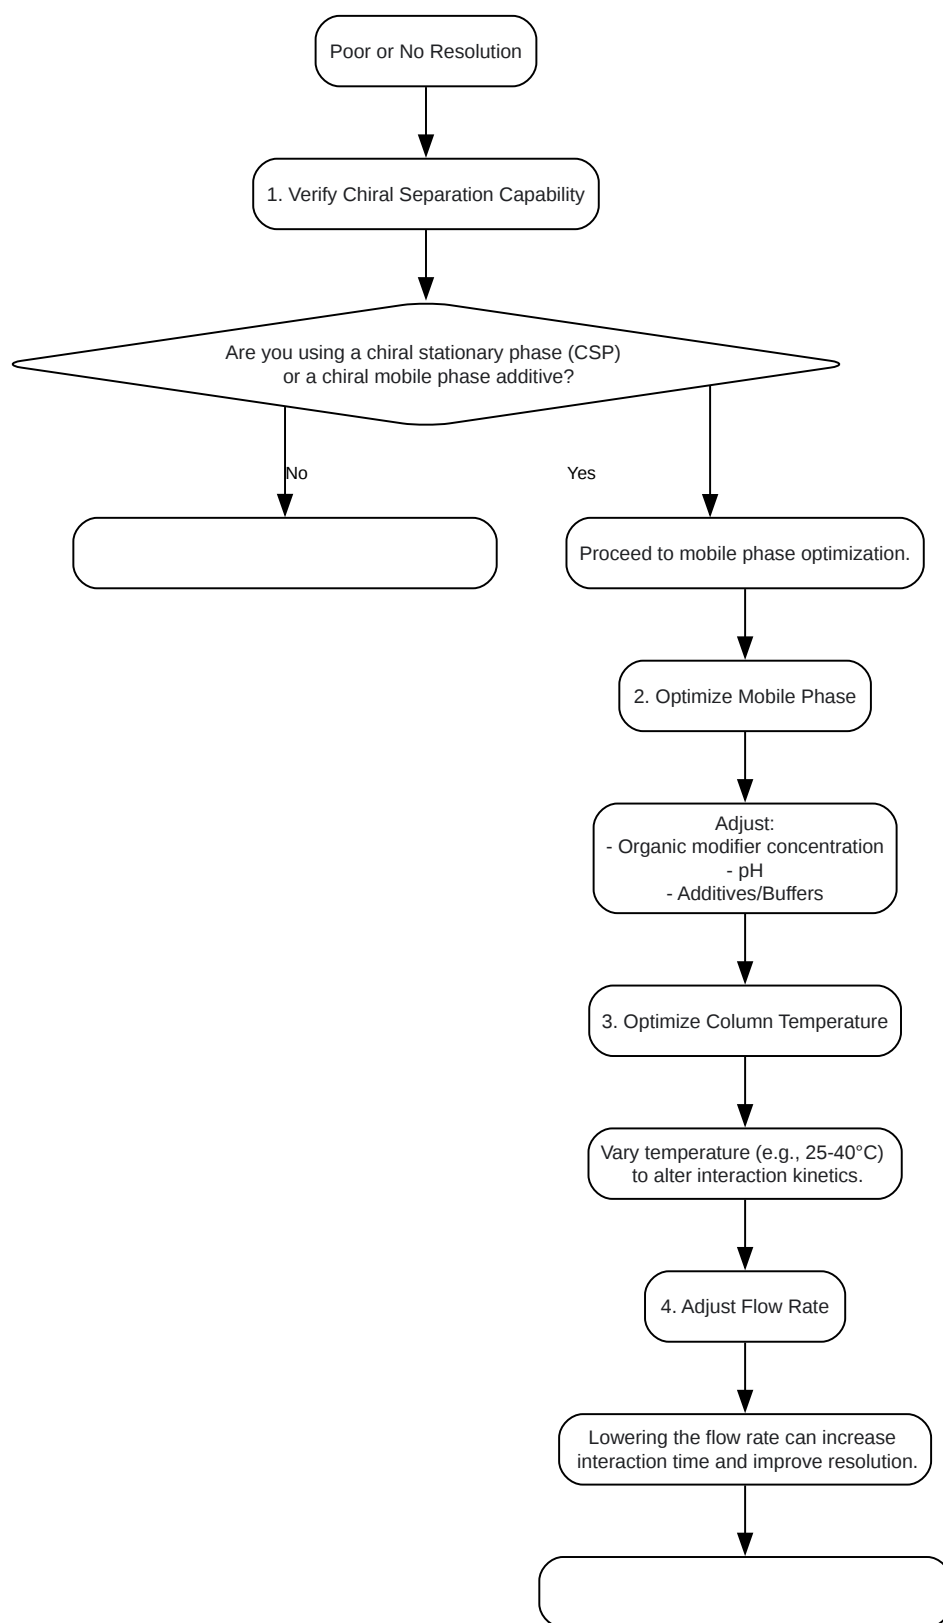 Poor or No Resolution
1. Verify Chiral Separation Capability
Are you using a chiral stationary phase (CSP)
or a chiral mobile phase additive?
No
Yes
Proceed to mobile phase optimization.
2. Optimize Mobile Phase
Adjust:
- Organic modifier concentration
- pH
- Additives/Buffers
3. Optimize Column Temperature
Vary temperature (e.g., 25-40°C)
to alter interaction kinetics.
4. Adjust Flow Rate
Lowering the flow rate can increase
interaction time and improve resolution.